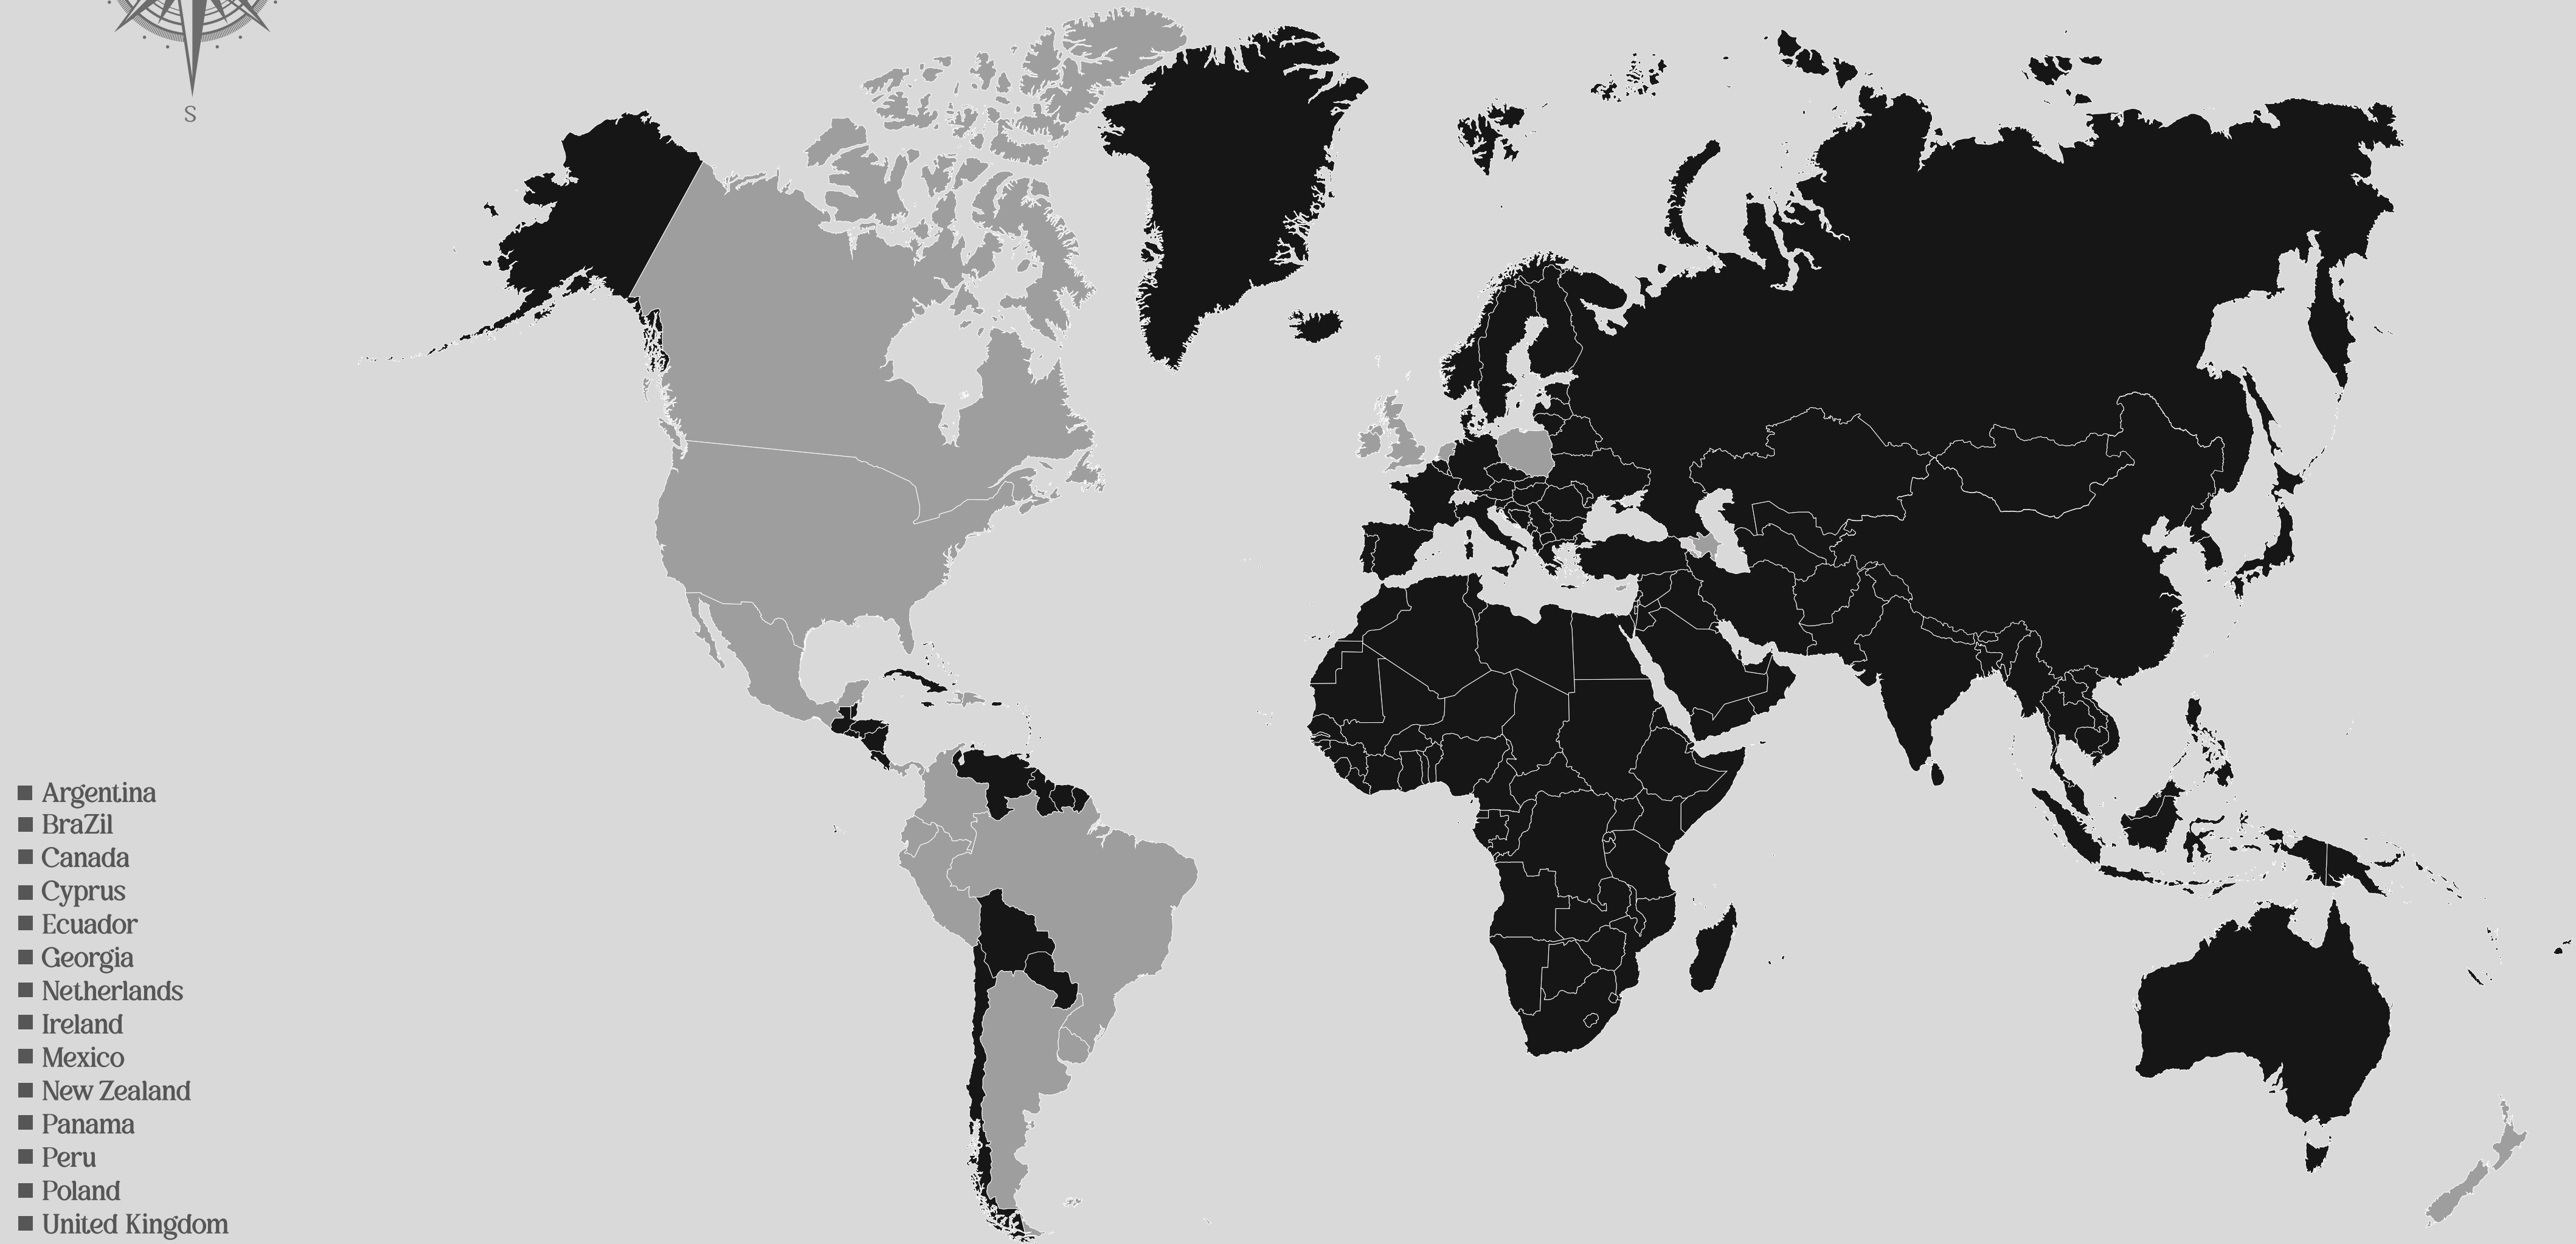 S
Argentina
BraZil
Canada
Cyprus
Ecuador
Georgia
Netherlands
Ireland
Mexico
New Zealand
Panama
Peru
Poland
United Kingdom